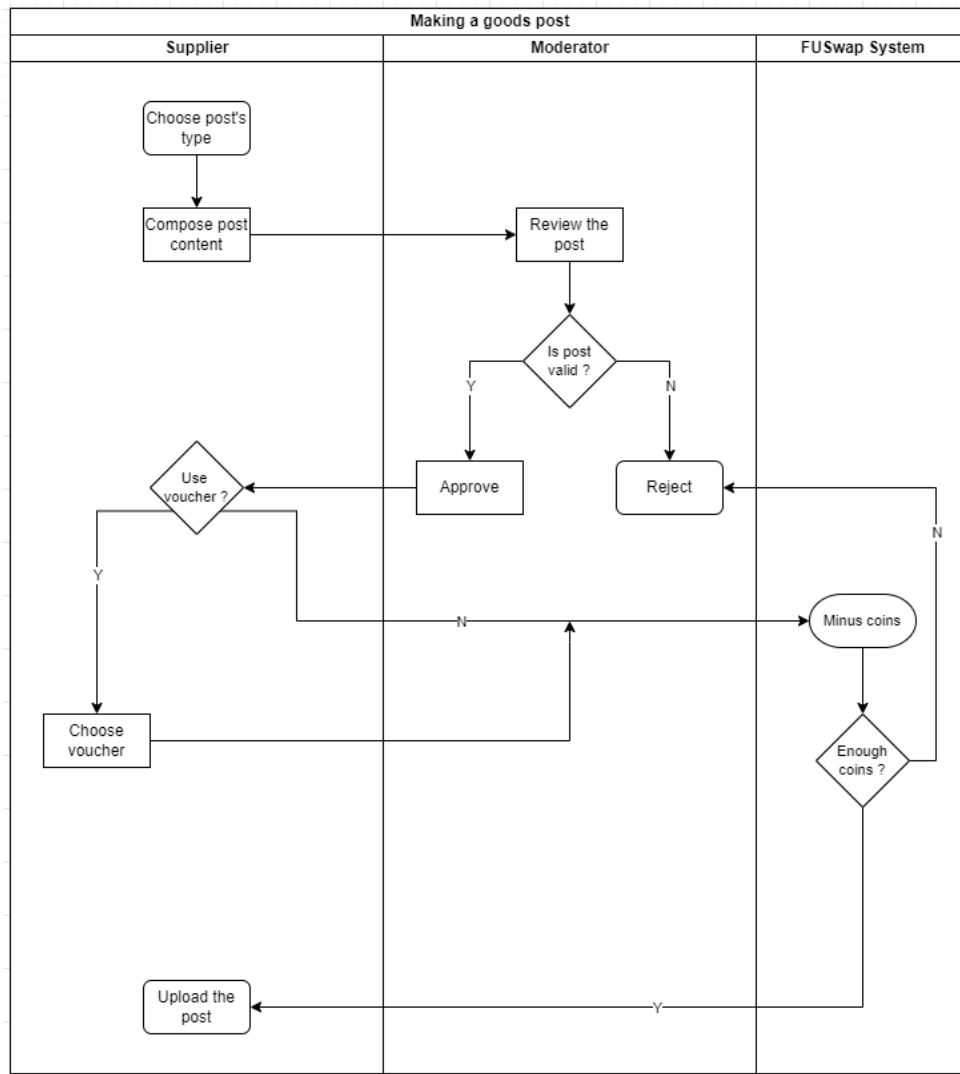 Making a goods post
Supplier
Moderator
FUSwap System
Choose post's
type
Compose post
content
Review the
post
Is post
valid ?
Y
N
Use
voucher ?
Approve
Reject
N
Y
N
Minus coins
Choose
voucher
Enough
coins ?
Upload the
post
Y